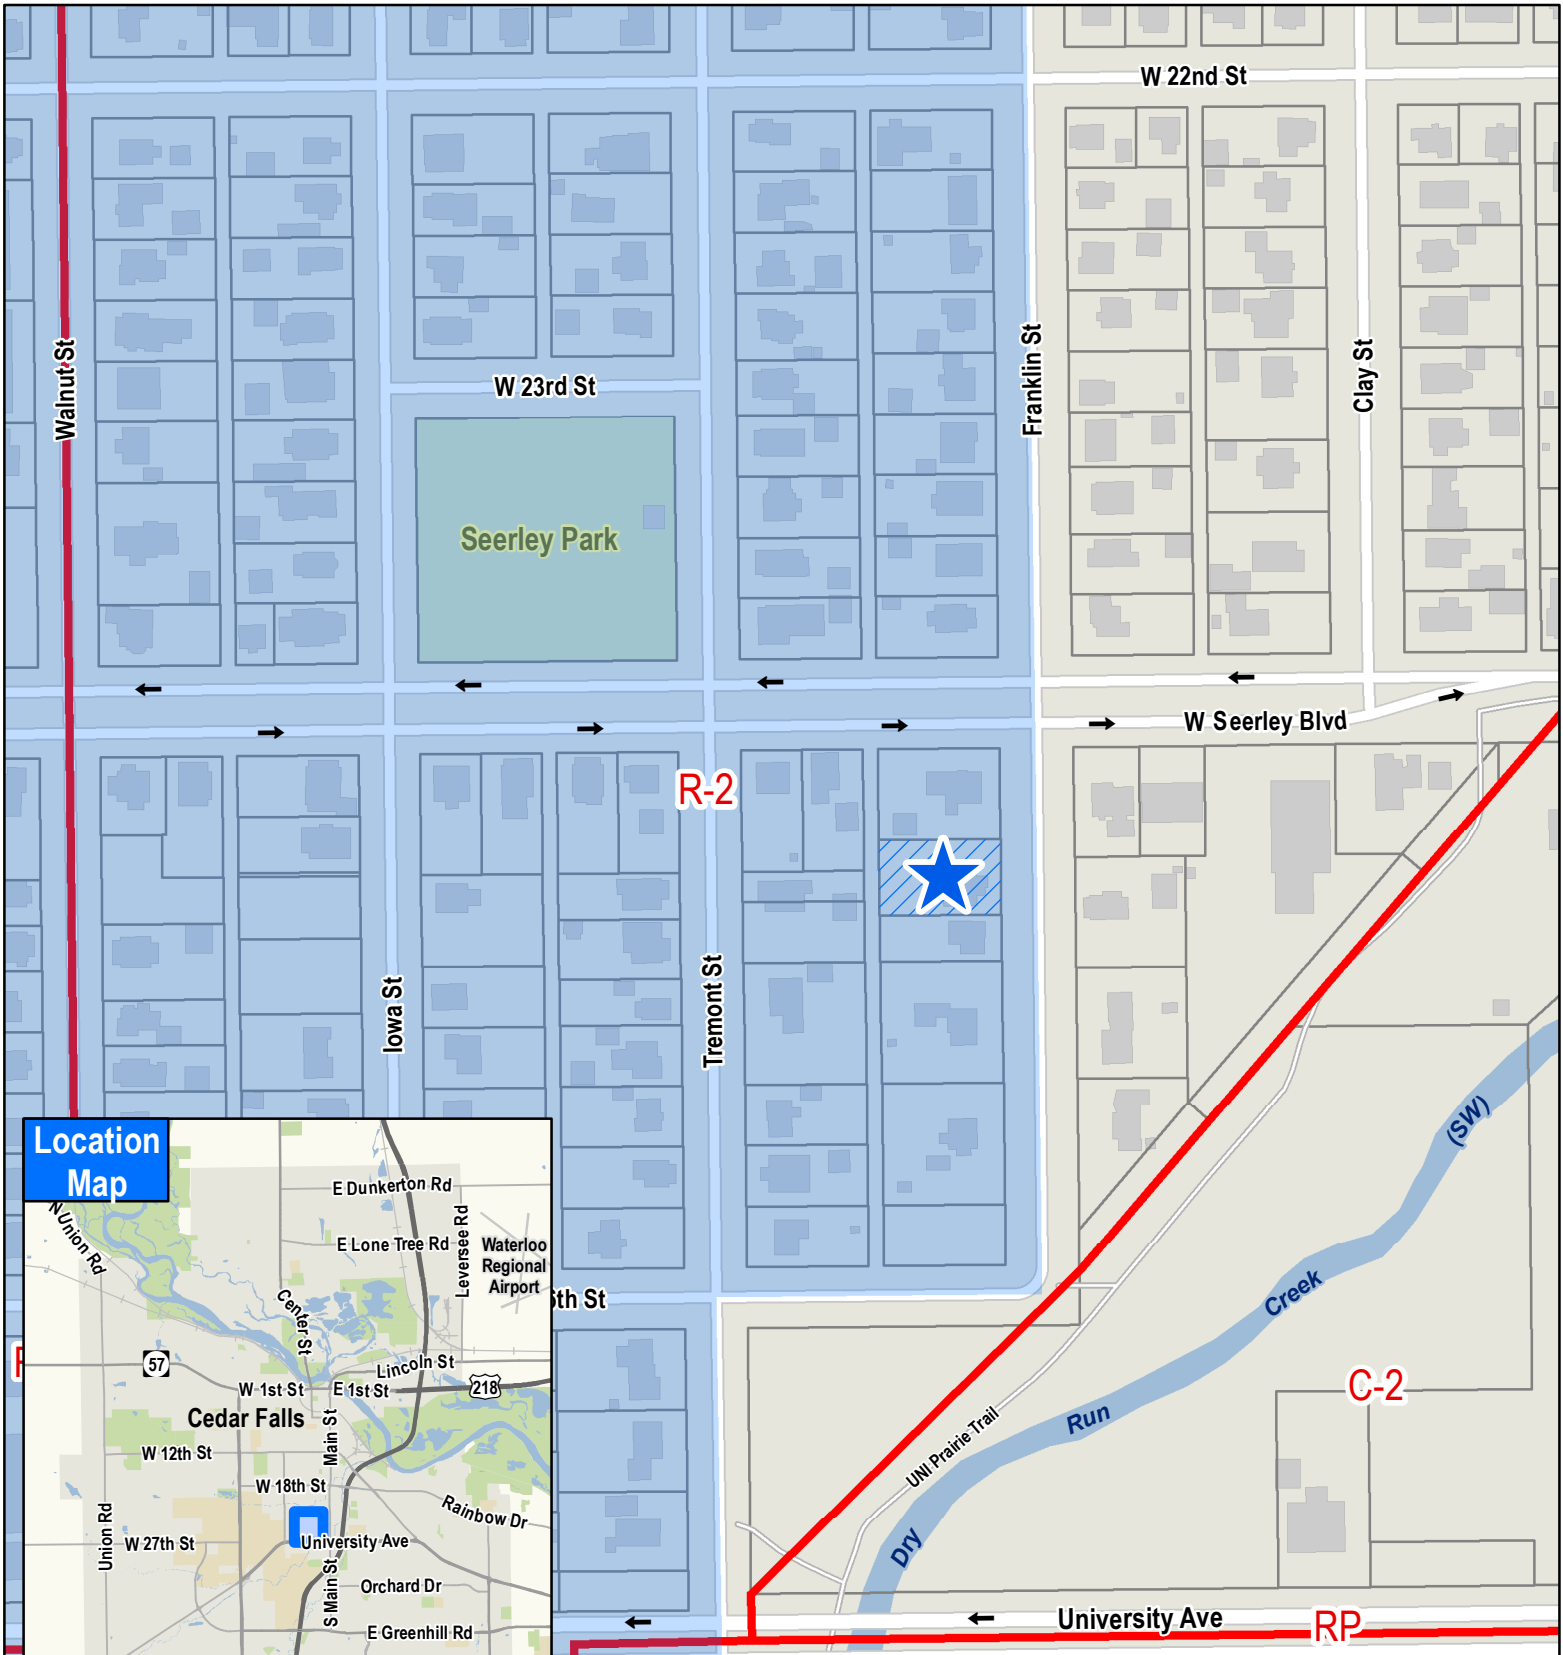 W 22nd St
Walnut St
Franklin St
Clay St
W 23rd St
Seerley Park
W Seerley Blvd
R-2
Iowa St
Tremont St
(SW)
Creek
Run
Dry
C-2
UNI Prairie Trail
6th St
University Ave
RP
Location
Map
N Union Rd
E Dunkerton Rd
E Lone Tree Rd
Leversee Rd
Waterloo
Regional
Airport
Center St
57
Lincoln St
W 1st St
E 1st St
218
Cedar Falls
Main St
W 12th St
W 18th St
Rainbow Dr
Union Rd
W 27th St
University Ave
S Main St
Orchard Dr
E Greenhill Rd